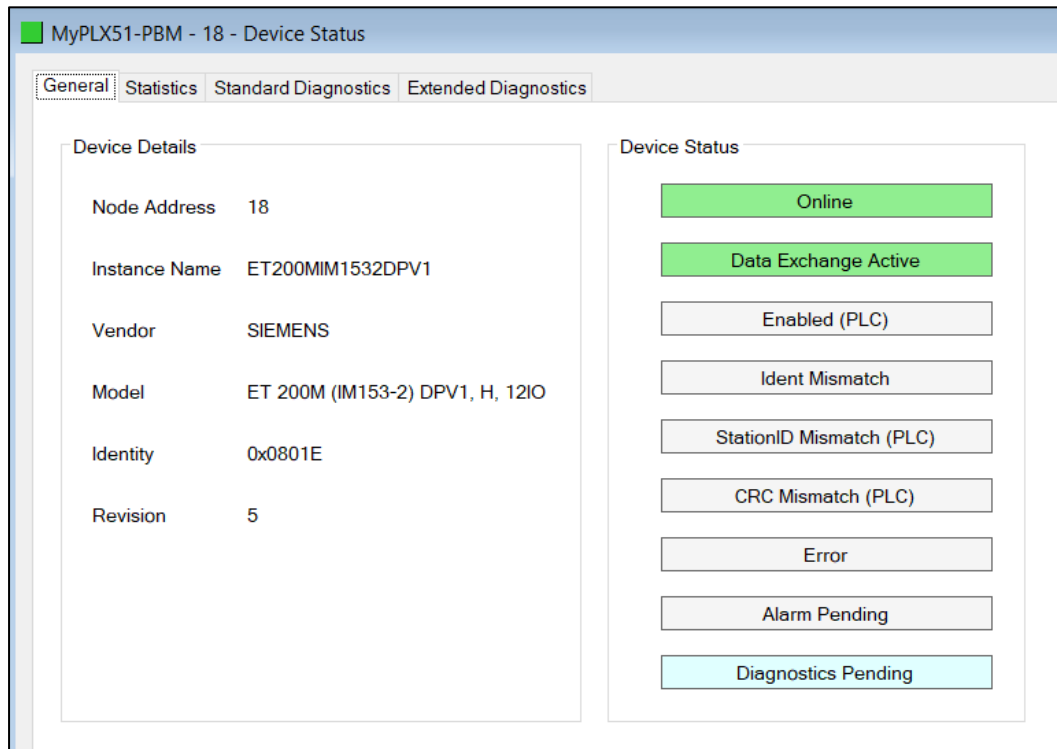 MyPLX51-PBM - 18 - Device Status
General Statistics Standard Diagnostics Extended Diagnostics
Device Details
Node Address 18
Instance Name ET200MIM1532DPV1
Vendor SIEMENS
Model ET 200M (IM153-2) DPV1, H, 12IO
Identity 0x0801E
Revision 5
Device Status
Online
Data Exchange Active
Enabled (PLC)
Ident Mismatch
StationID Mismatch (PLC)
CRC Mismatch (PLC)
Error
Alarm Pending
Diagnostics Pending